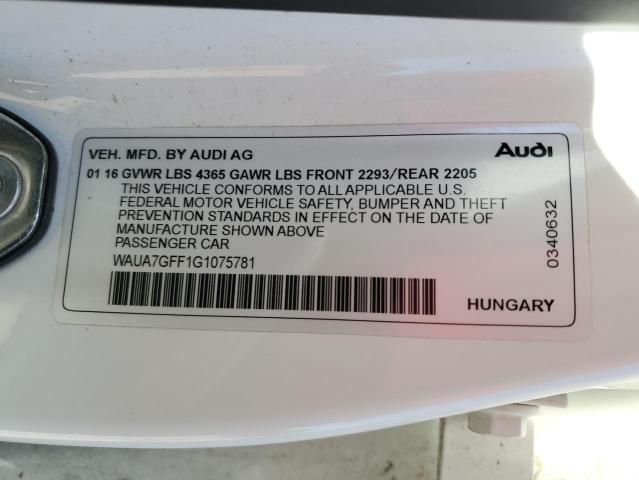 VEH. MFD. BY AUDI AG
Audi
01 16 GVWR LBS 4365 GAWR LBS FRONT 2293/REAR 2205
THIS VEHICLE CONFORMS TO ALL APPLICABLE U.S.
FEDERAL MOTOR VEHICLE SAFETY, BUMPER AND THEFT
PREVENTION STANDARDS IN EFFECT ON THE DATE OF
MANUFACTURE SHOWN ABOVE
PASSENGER CAR
WAUA7GFF1G1075781
HUNGARY
0340632